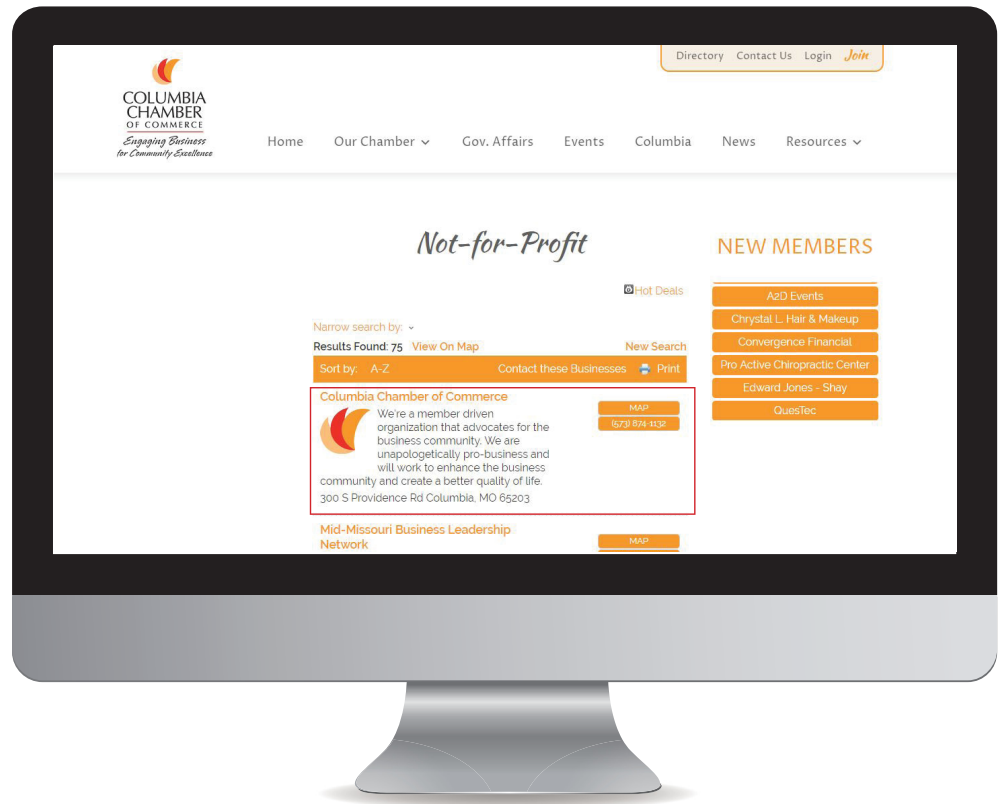 Directory Contact Us Login Join
COLUMBIA
CHAMBER
OF COMMERCE
Engaging Business
for Community Excellence
Home Our Chamber Gov. Affairs Events Columbia News Resources
Not-for-Profit
NEW MEMBERS
Hot Deals
A2D Events
Chrystal L. Hair & Makeup
Convergence Financial
Pro Active Chiropractic Center
Edward Jones - Shay
QuesTec
Narrow search by:
Results Found: 75 View On Map New Search
Sort by: A-Z Contact these Businesses Print
Columbia Chamber of Commerce
We're a member driven
organization that advocates for the
business community. We are
unapologetically pro-business and
will work to enhance the business
community and create a better quality of life.
300 S Providence Rd Columbia, MO 65203
MAP
(573) 874-1132
Mid-Missouri Business Leadership
Network
MAP